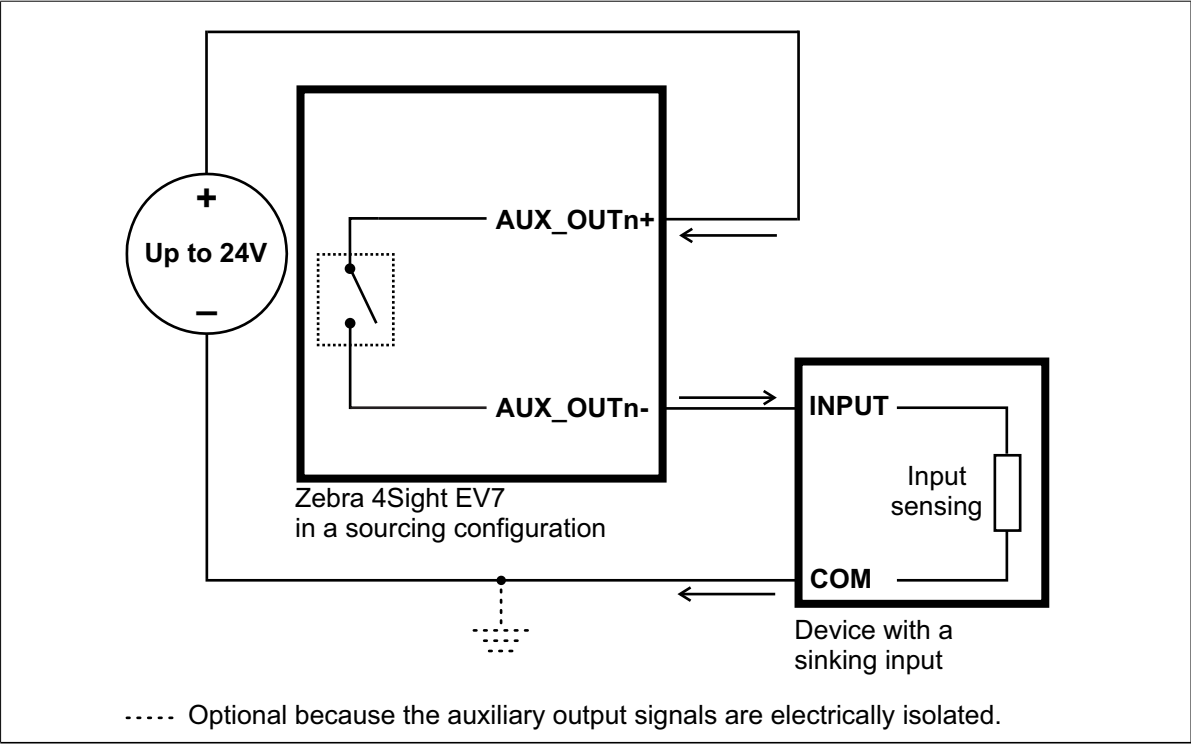 +
Up to 24V
–
AUX_OUTn+
AUX_OUTn-
Zebra 4Sight EV7
in a sourcing configuration
INPUT
Input
sensing
COM
Device with a
sinking input
Optional because the auxiliary output signals are electrically isolated.